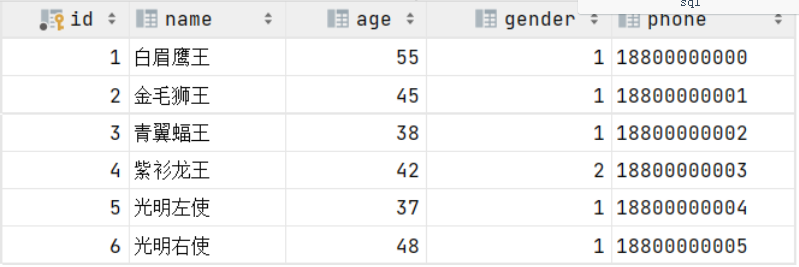 sql
id name age gender phone
1 白眉鹰王 55 1 18800000000
2 金毛狮王 45 1 18800000001
3 青翼蝠王 38 1 18800000002
4 紫衫龙王 42 2 18800000003
5 光明左使 37 1 18800000004
6 光明右使 48 1 18800000005